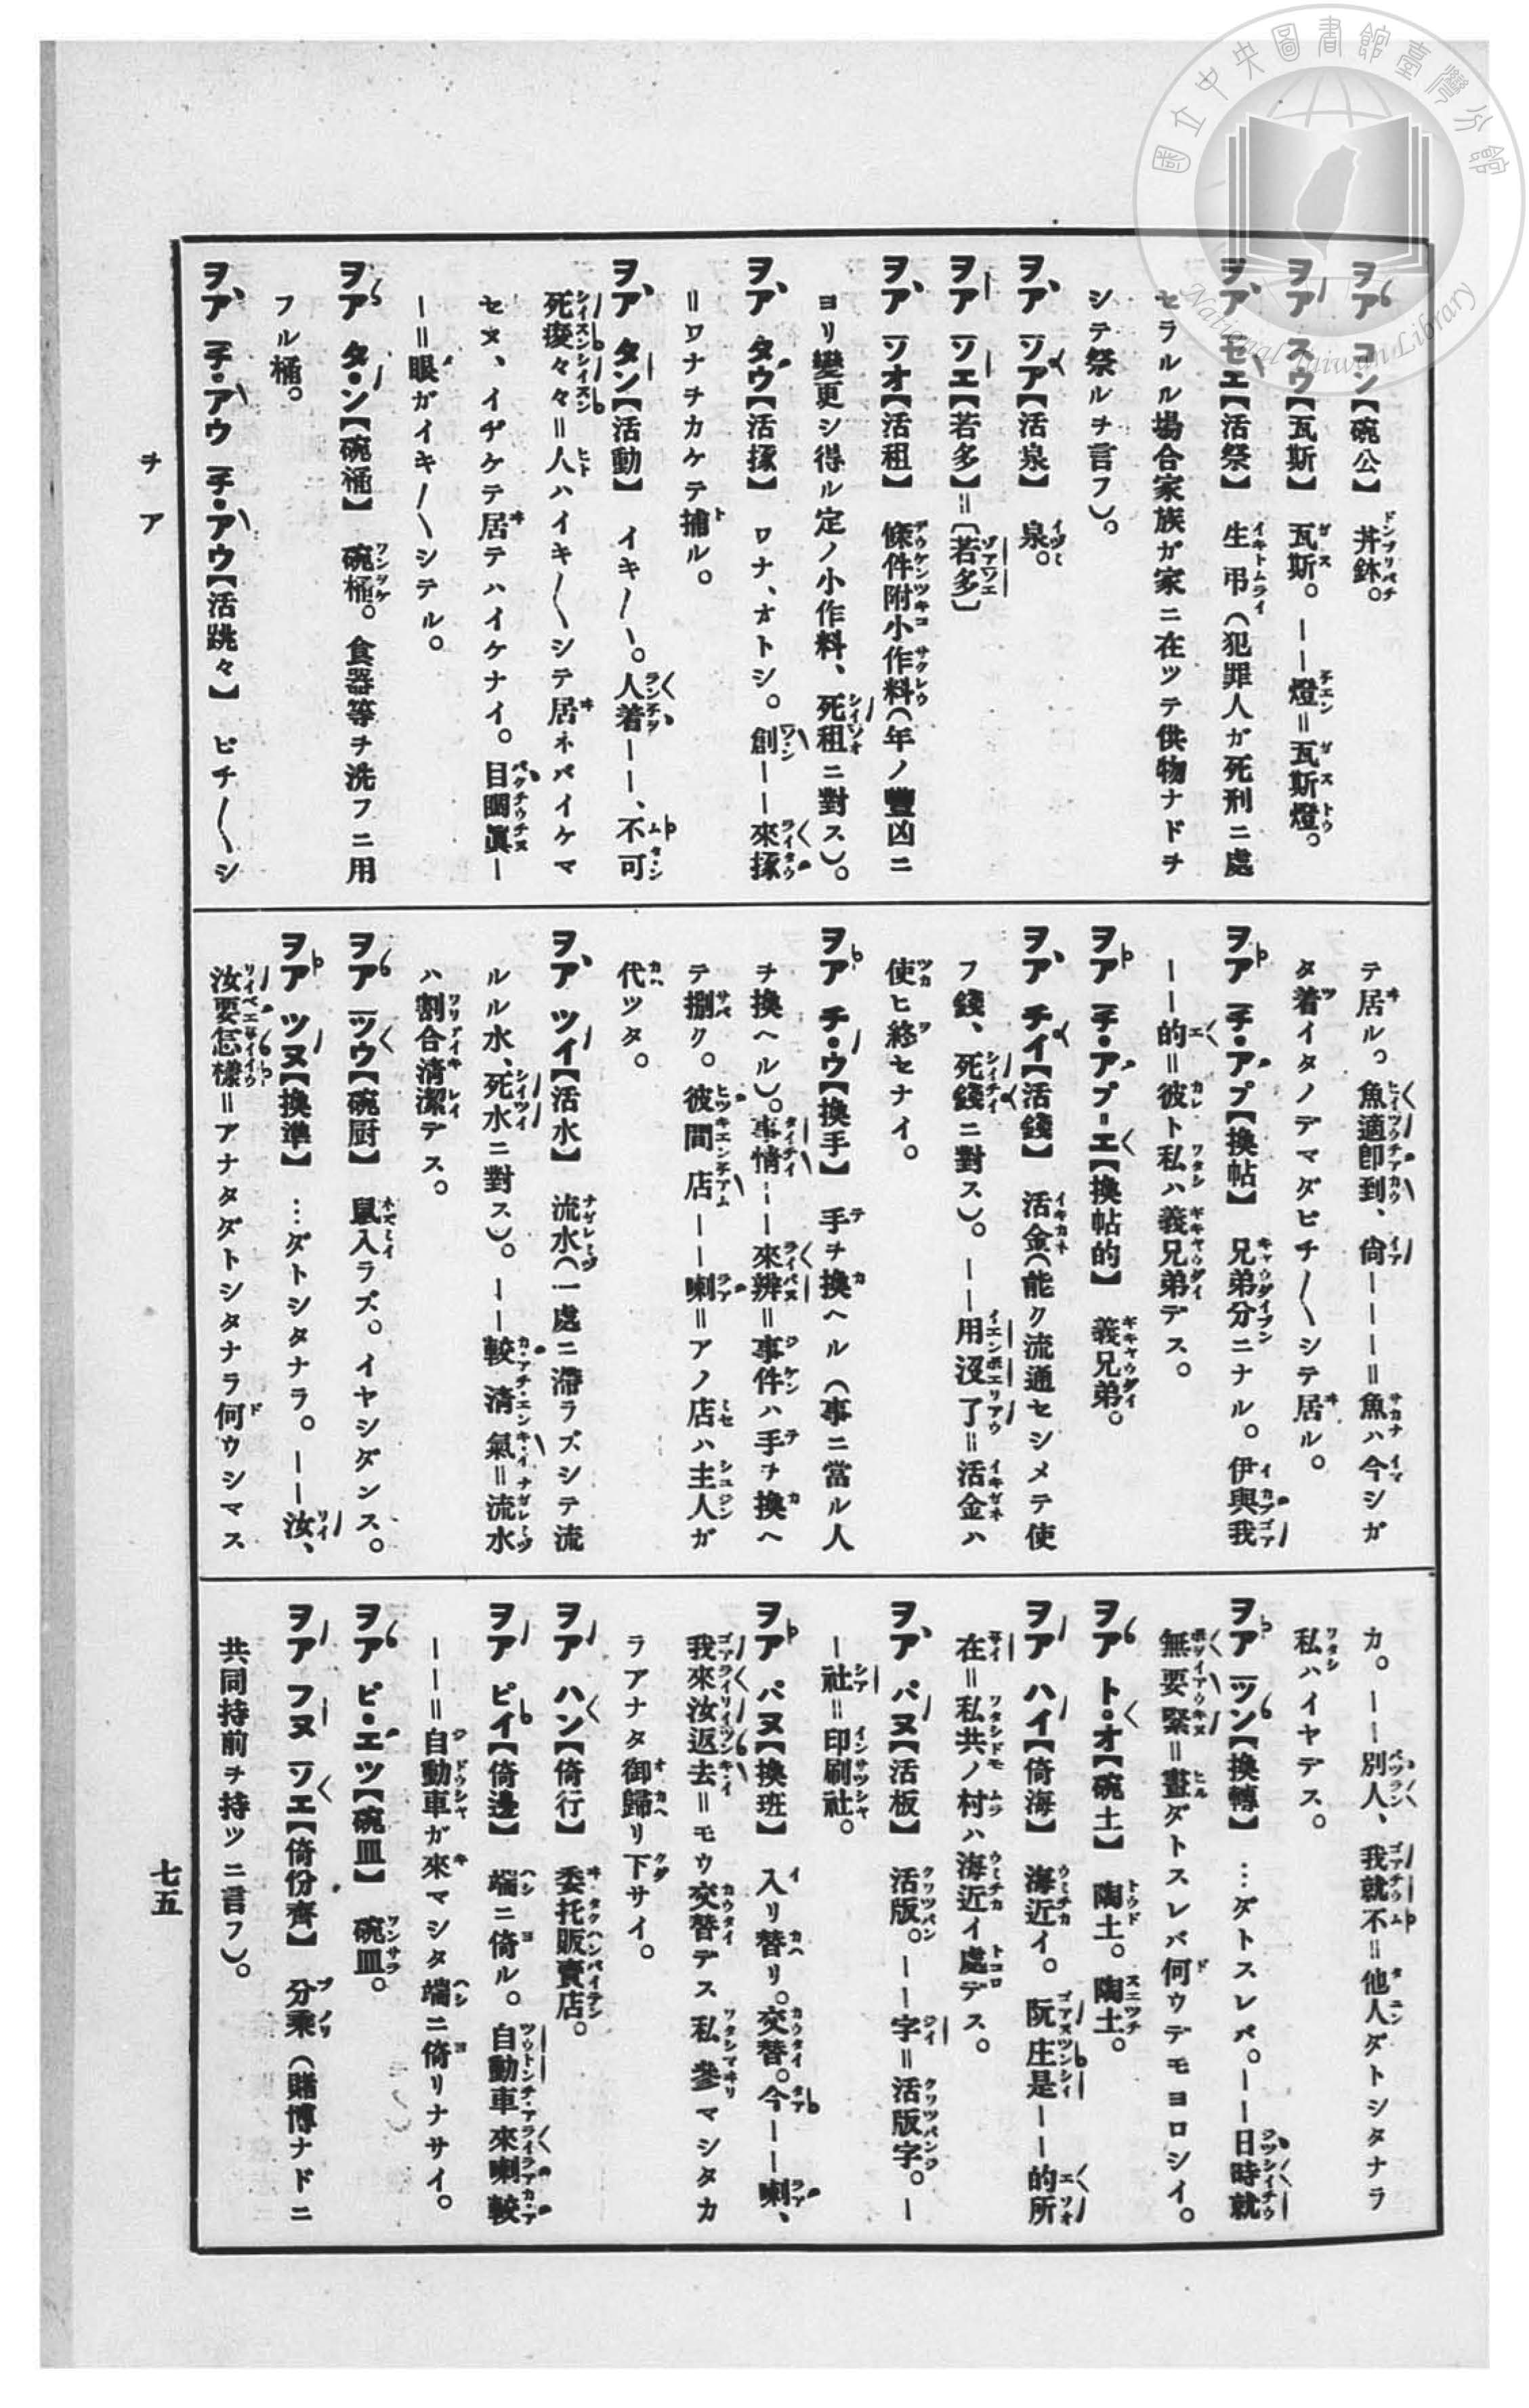 國立中央圖書館臺灣分館
National Taiwan Library
ヲア コン【碗公】 丼鉢。
ヲア スウ【瓦斯】 瓦斯。——燈=瓦斯燈。
ヲア セエ【活祭】 生弔(犯罪人ガ死刑ニ處
セラルル場合家族ガ家ニ在ツテ供物ナドヲ
シテ祭ルヲ言フ)。
ヲア ツア【活泉】 泉。
ヲア ツエ【若多】=〔若多〕
ヲア ツオ【活租】 條件附小作料(年ノ豐凶ニ
ヨリ變更シ得ル定ノ小作料、死租ニ對ス)。
ヲア タウ【活㧻】 ワナ、オトシ。創——來㧻
=ワナヲカケテ捕ル。
ヲア タン【活動】 イキ〳〵。人着——、不可
死殗々々=人ハイキ〳〵シテ居ネバイケマ
セヌ、イヂケテ居テハイケナイ。目睭眞—
—=眼ガイキ〳〵シテル。
ヲア タ・ン【碗桶】 碗桶。食器等ヲ洗フニ用
フル桶。
ヲア チ・アウ チ・アウ【活跳々】 ピチ〳〵シ
テ居ル。魚適卽到、尙———=魚ハ今シガ
タ着イタノデマダピチ〳〵シテ居ル。
ヲア チ・アプ【換帖】 兄弟分ニナル。伊與我
——的=彼ト私ハ義兄弟デス。
ヲア チ・アプ-エ【換帖的】 義兄弟。
ヲア チイ【活錢】 活金(能ク流通セシメテ使
フ錢、死錢ニ對ス)。——用沒了=活金ハ
使ヒ終セナイ。
ヲア チ・ウ【換手】 手ヲ換ヘル(事ニ當ル人
ヲ換ヘル)。事情——來辨=事件ハ手ヲ換ヘ
テ捌ク。彼間店——喇=アノ店ハ主人ガ
代ツタ。
ヲア ツイ【活水】 流水(一處ニ滯ラズシテ流
ルル水、死水ニ對ス)。——較淸氣=流水
ハ割合淸潔デス。
ヲア ツウ【碗厨】 鼠入ラズ。イヤシダンス。
ヲア ツヌ【換準】 …ダトシタナラ。——汝、
汝要怎樣=アナタダトシタナラ何ウシマス
カ。——別人、我就不=他人ダトシタナラ
私ハイヤデス。
ヲア ツン【換轉】 …ダトスレバ。——日時就
無要緊=晝ダトスレバ何ウデモヨロシイ。
ヲア ト・オ【碗土】 陶土。陶土。
ヲア ハイ【倚海】 海近イ。阮庄是——的所
在=私共ノ村ハ海近イ處デス。
ヲア パヌ【活板】 活版。——字=活版字。—
—社=印刷社。
ヲア パヌ【換班】 入リ替リ。交替。今——喇、
我來汝返去=モウ交替デス私參マシタカ
ラアナタ御歸リ下サイ。
ヲア ハン【倚行】 委托販賣店。
ヲア ピイ【倚邊】 端ニ倚ル。自動車來喇較
——=自動車ガ來マシタ端ニ倚リナサイ。
ヲア ピ・エツ【碗皿】 碗皿。
ヲア フヌ ツエ【倚份齊】 分乘(賭博ナドニ
共同持前ヲ持ツニ言フ)。
ヲ ア
七五